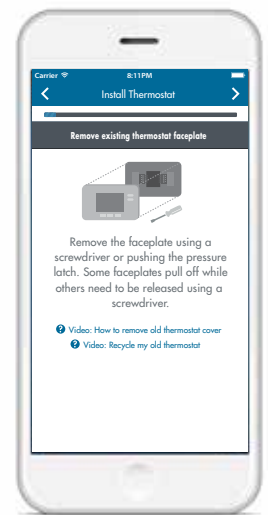 Carrier 8:11PM
Install Thermostat
Remove existing thermostat faceplate
Remove the faceplate using a
screwdriver or pushing the pressure
latch. Some faceplates pull off while
others need to be released using a
screwdriver.
? Video: How to remove old thermostat cover
? Video: Recycle my old thermostat